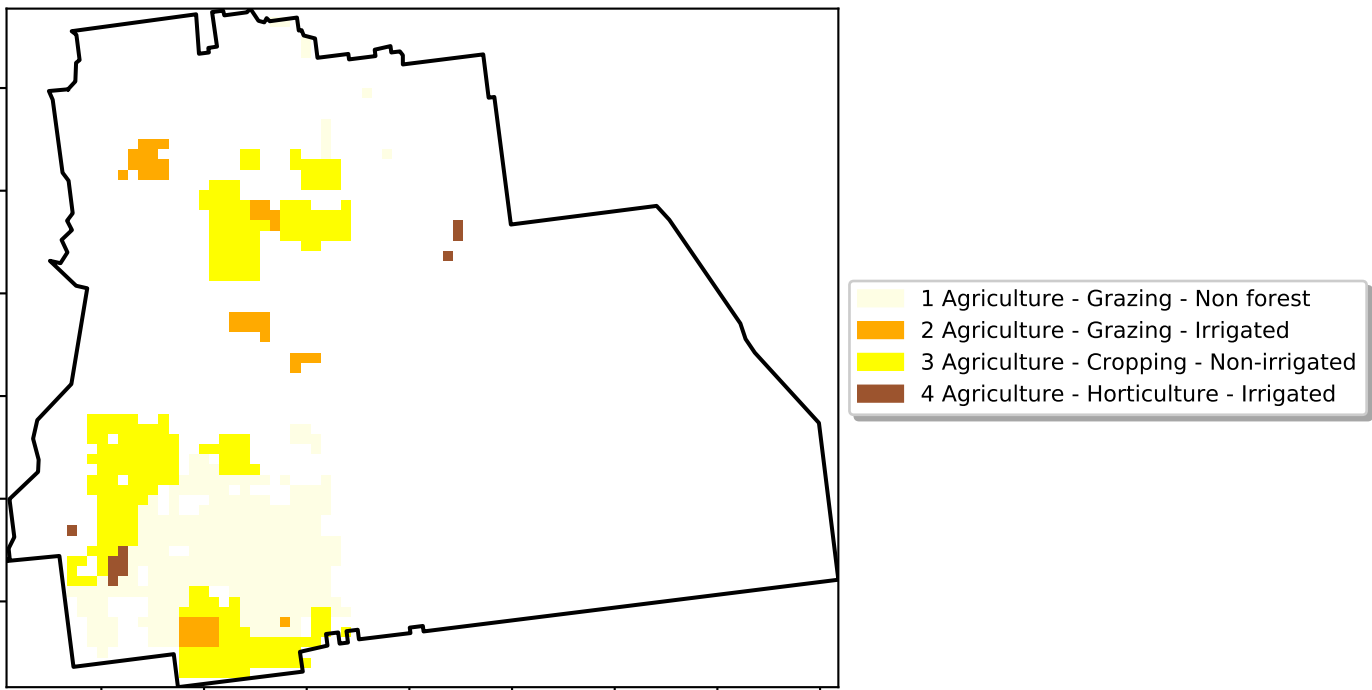 1 Agriculture - Grazing - Non forest
2 Agriculture - Grazing - Irrigated
3 Agriculture - Cropping - Non-irrigated
4 Agriculture - Horticulture - Irrigated